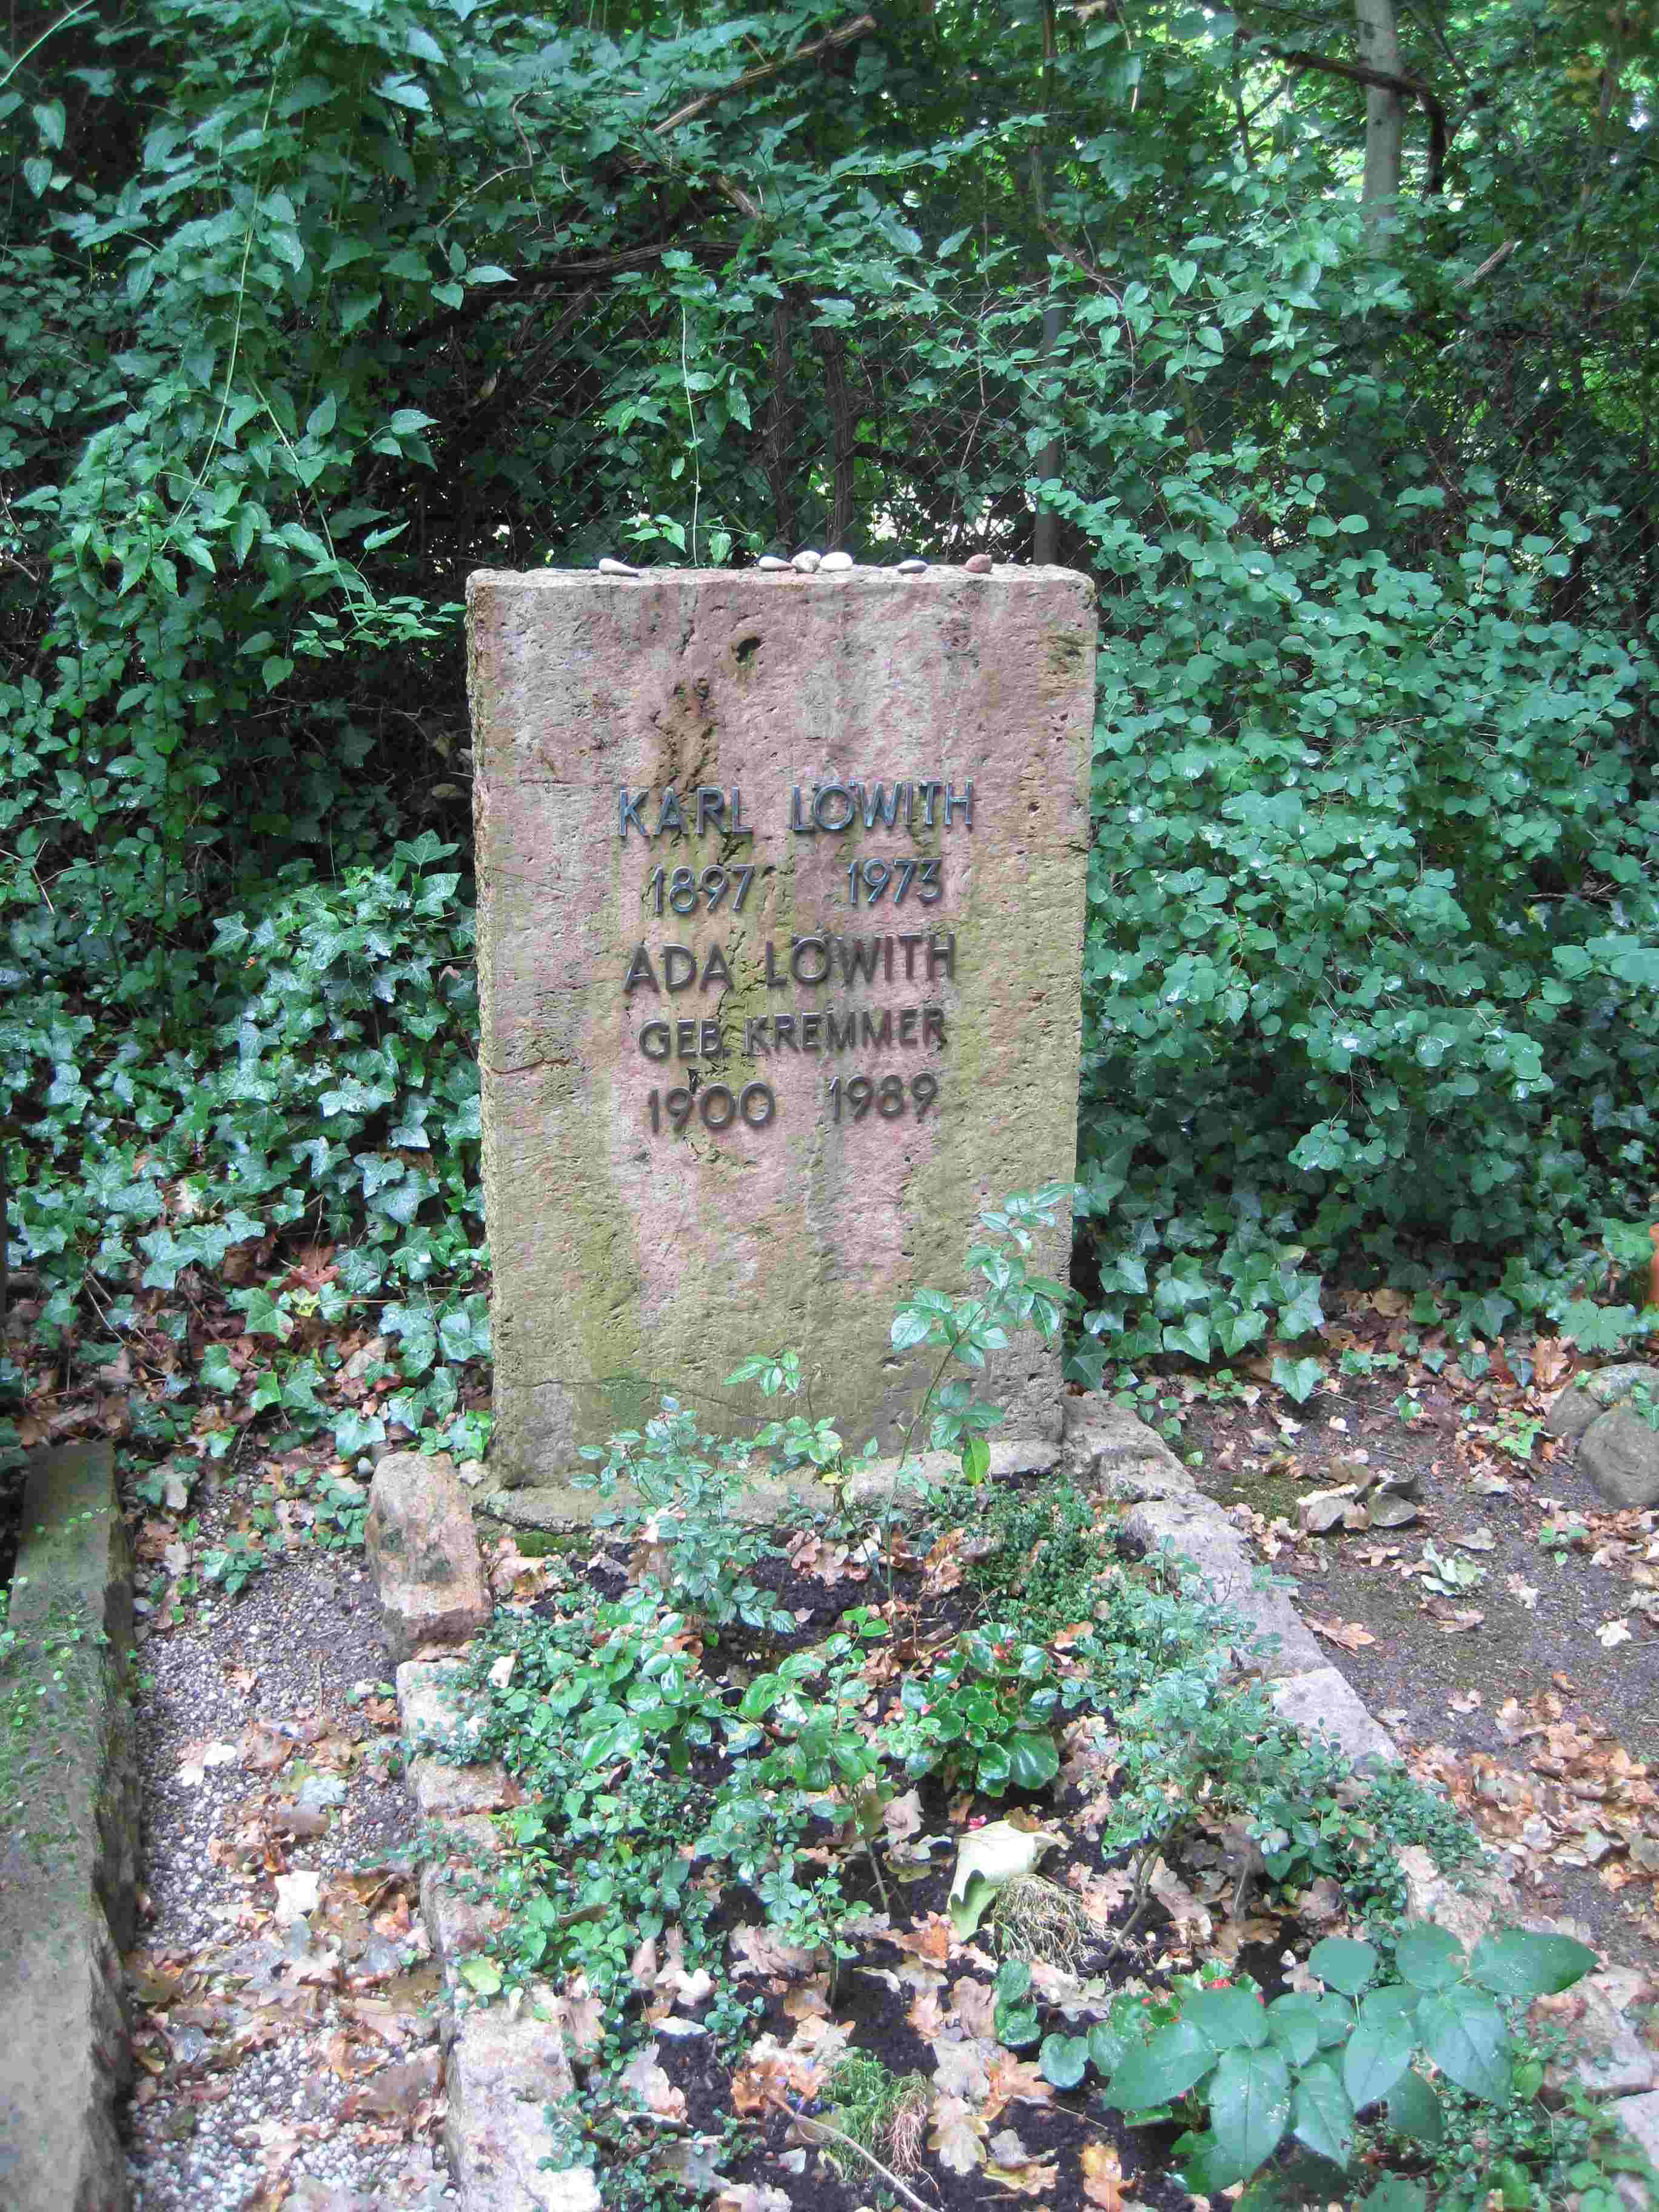 KARL LÖWITH
1897 1973
ADA LÖWITH
GEB. KREMMER
1900 1989